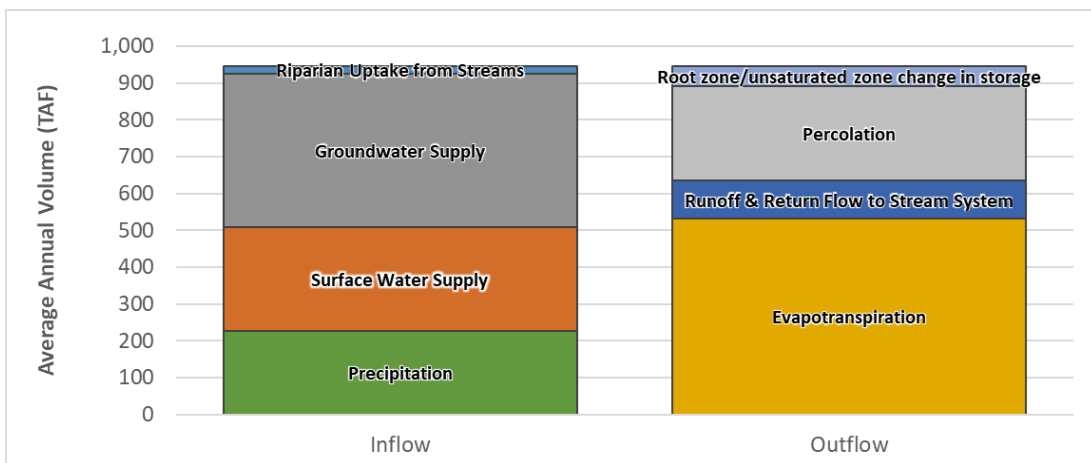 Average Annual Volume (TAF)
1,000
900
800
700
600
500
400
300
200
100
0
Riparian Uptake from Streams
Groundwater Supply
Surface Water Supply
Precipitation
Root zone/unsaturated zone change in storage
Percolation
Runoff & Return Flow to Stream System
Evapotranspiration
Inflow
Outflow